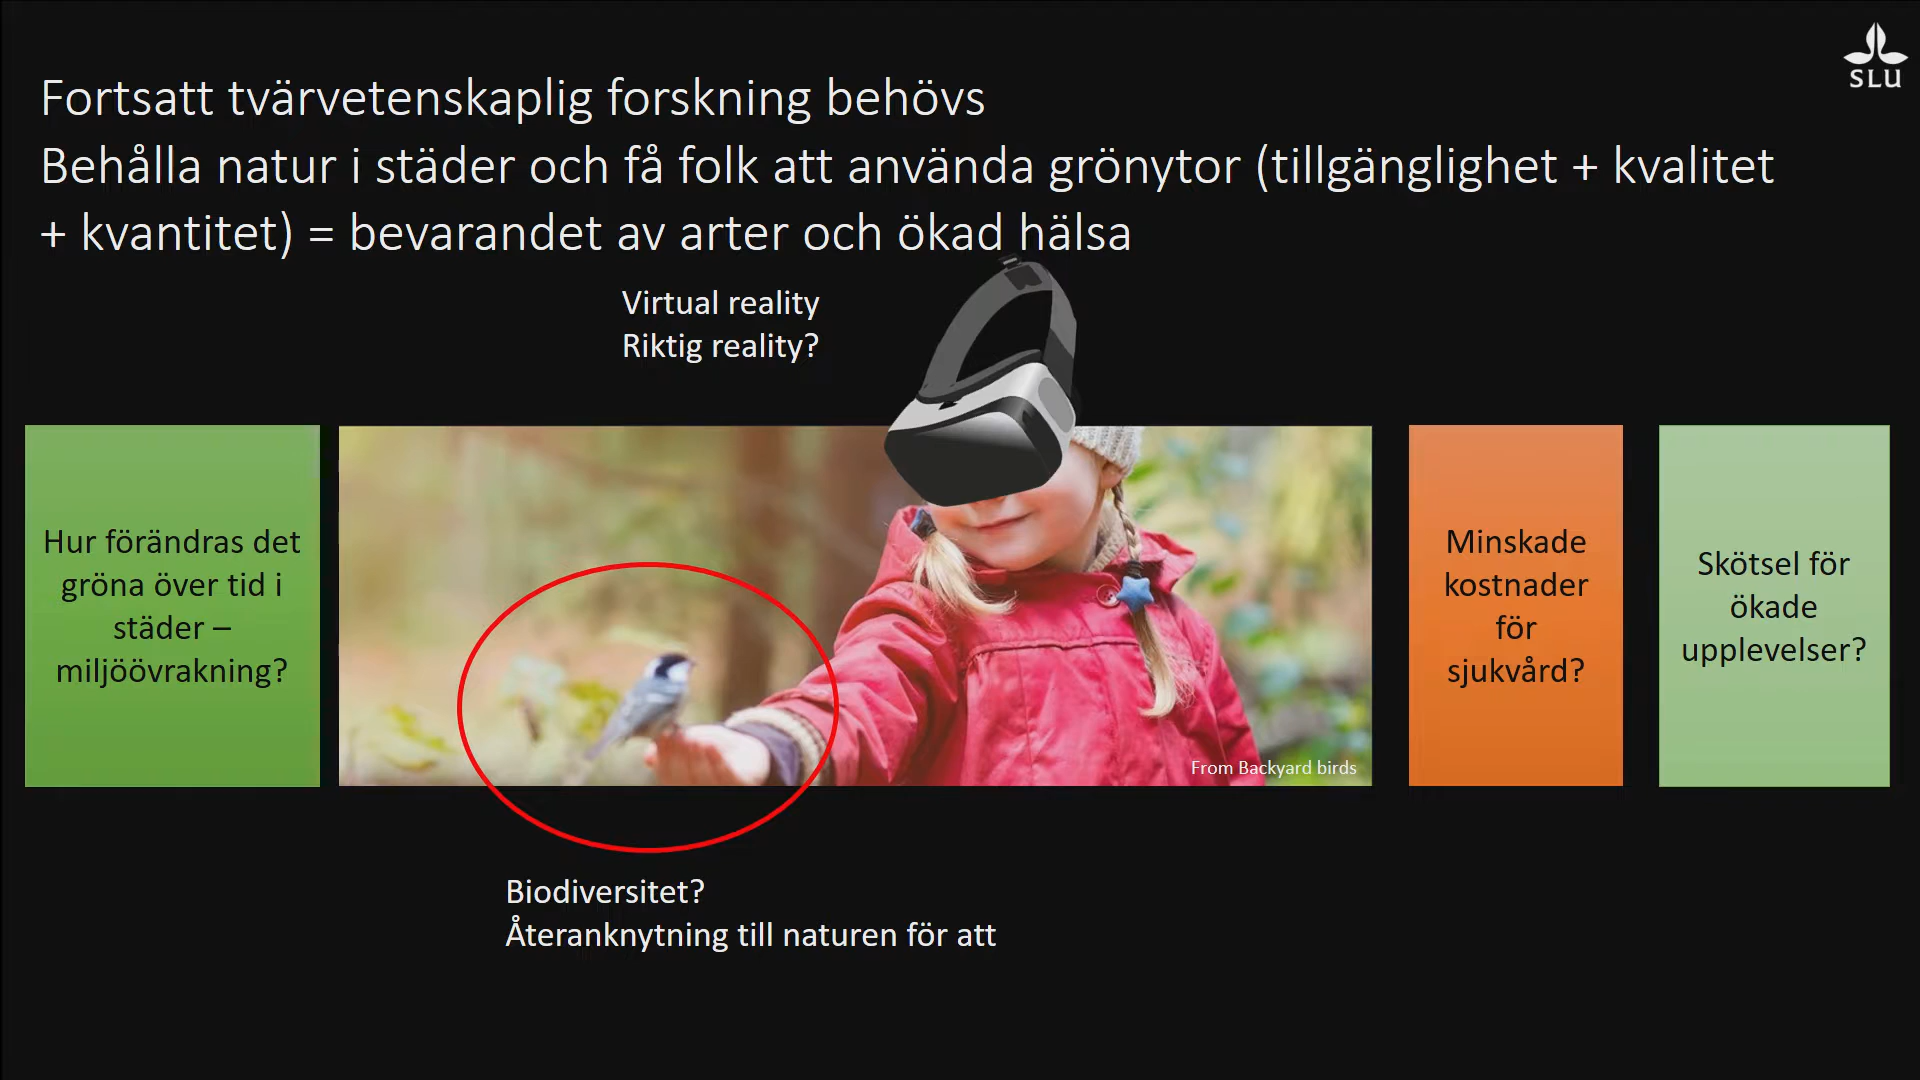 SLU
Fortsatt tvärvetenskaplig forskning behövs
Behålla natur i städer och få folk att använda grönytor (tillgänglighet + kvalitet
+ kvantitet) = bevarandet av arter och ökad hälsa
Virtual reality
Riktig reality?
Hur förändras det
gröna över tid i
städer –
miljöövrakning?
From Backyard birds
Minskade
kostnader
för
sjukvård?
Skötsel för
ökade
upplevelser?
Biodiversitet?
Återanknytning till naturen för att